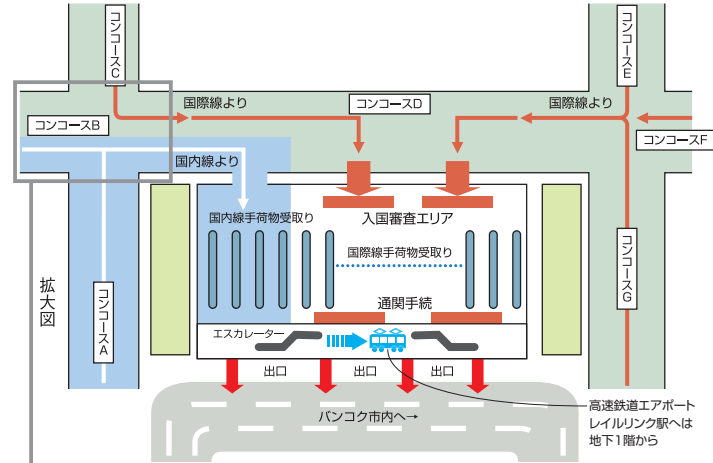 コンコースC
コンコースE
国際線より
コンコースD
国際線より
コンコースB
コンコースF
国内線より
国内線手荷物受取り
入国審査エリア
国際線手荷物受取り
コンコースG
拡大図
コンコースA
通関手続
エスカレーター
出口
出口
出口
バンコク市内へ→
高速鉄道エアポート
レイルリンク駅へは
地下1階から